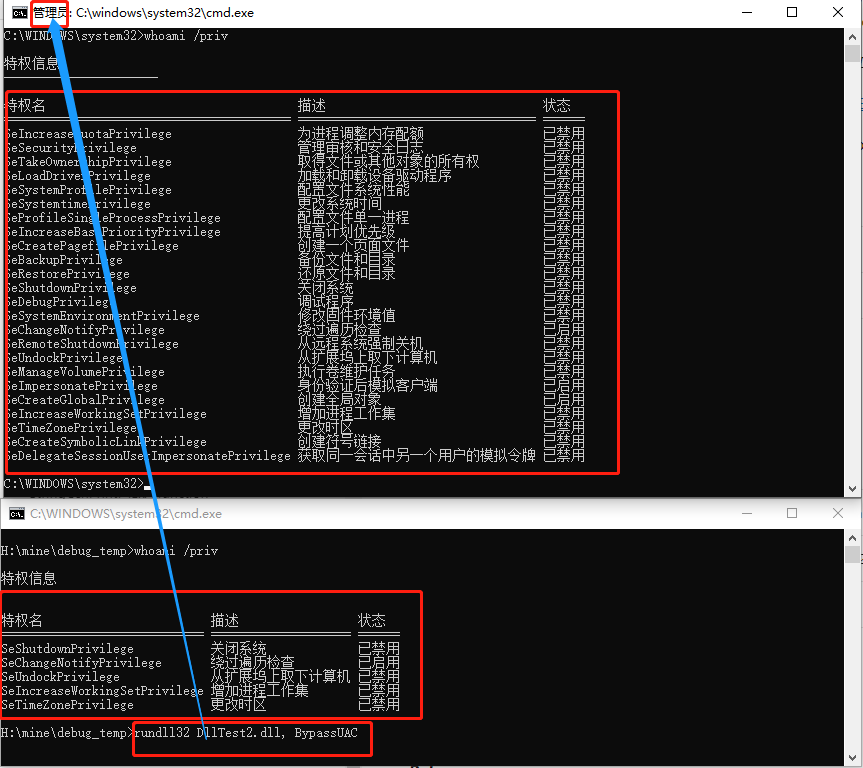 管理员: C:\windows\system32\cmd.exe
C:\WINDOWS\system32>whoami /priv
特权信息
特权名 描述 状态
SeIncreaseQuotaPrivilege 为进程调整内存配额 已禁用
SeSecurityPrivilege 管理审核和安全日志 已禁用
SeTakeOwnershipPrivilege 取得文件或其他对象的所有权 已禁用
SeLoadDriverPrivilege 加载和卸载设备驱动程序 已禁用
SeSystemProfilePrivilege 配置文件系统性能 已禁用
SeSystemtimePrivilege 更改系统时间 已禁用
SeProfileSingleProcessPrivilege 配置文件单一进程 已禁用
SeIncreaseBasePriorityPrivilege 提高计划优先级 已禁用
SeCreatePagefilePrivilege 创建一个页面文件 已禁用
SeBackupPrivilege 备份文件和目录 已禁用
SeRestorePrivilege 还原文件和目录 已禁用
SeShutdownPrivilege 关闭系统 已禁用
SeDebugPrivilege 调试程序 已禁用
SeSystemEnvironmentPrivilege 修改固件环境值 已禁用
SeChangeNotifyPrivilege 绕过遍历检查 已启用
SeRemoteShutdownPrivilege 从远程系统强制关机 已禁用
SeUndockPrivilege 从扩展坞上取下计算机 已禁用
SeManageVolumePrivilege 执行卷维护任务 已禁用
SeImpersonatePrivilege 身份验证后模拟客户端 已启用
SeCreateGlobalPrivilege 创建全局对象 已启用
SeIncreaseWorkingSetPrivilege 增加进程工作集 已禁用
SeTimeZonePrivilege 更改时区 已禁用
SeCreateSymbolicLinkPrivilege 创建符号链接 已禁用
SeDelegateSessionUserImpersonatePrivilege 获取同一会话中另一个用户的模拟令牌 已禁用
C:\WINDOWS\system32>
C:\WINDOWS\system32\cmd.exe
H:\mine\debug_temp>whoami /priv
特权信息
特权名 描述 状态
SeShutdownPrivilege 关闭系统 已禁用
SeChangeNotifyPrivilege 绕过遍历检查 已启用
SeUndockPrivilege 从扩展坞上取下计算机 已禁用
SeIncreaseWorkingSetPrivilege 增加进程工作集 已禁用
SeTimeZonePrivilege 更改时区 已禁用
H:\mine\debug_temp>rundll32 DllTest2.dll, BypassUAC